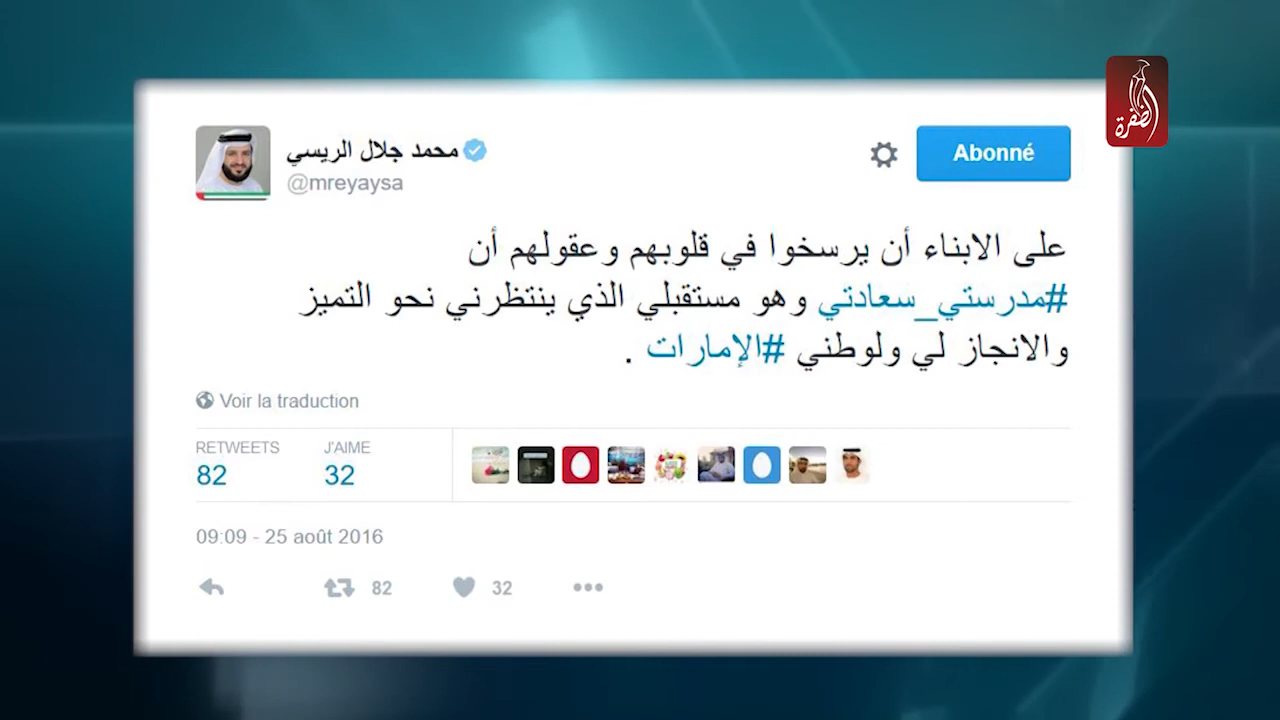 الظفرة
محمد جلال الريسي
@mreyaysa
Abonné
على الابناء أن يرسخوا في قلوبهم وعقولهم أن
#مدرستي_سعادتي وهو مستقبلي الذي ينتظرني نحو التميز
والانجاز لي ولوطني #الإمارات .
Voir la traduction
RETWEETS J'AIME
82 32
09:09 - 25 août 2016
82 32